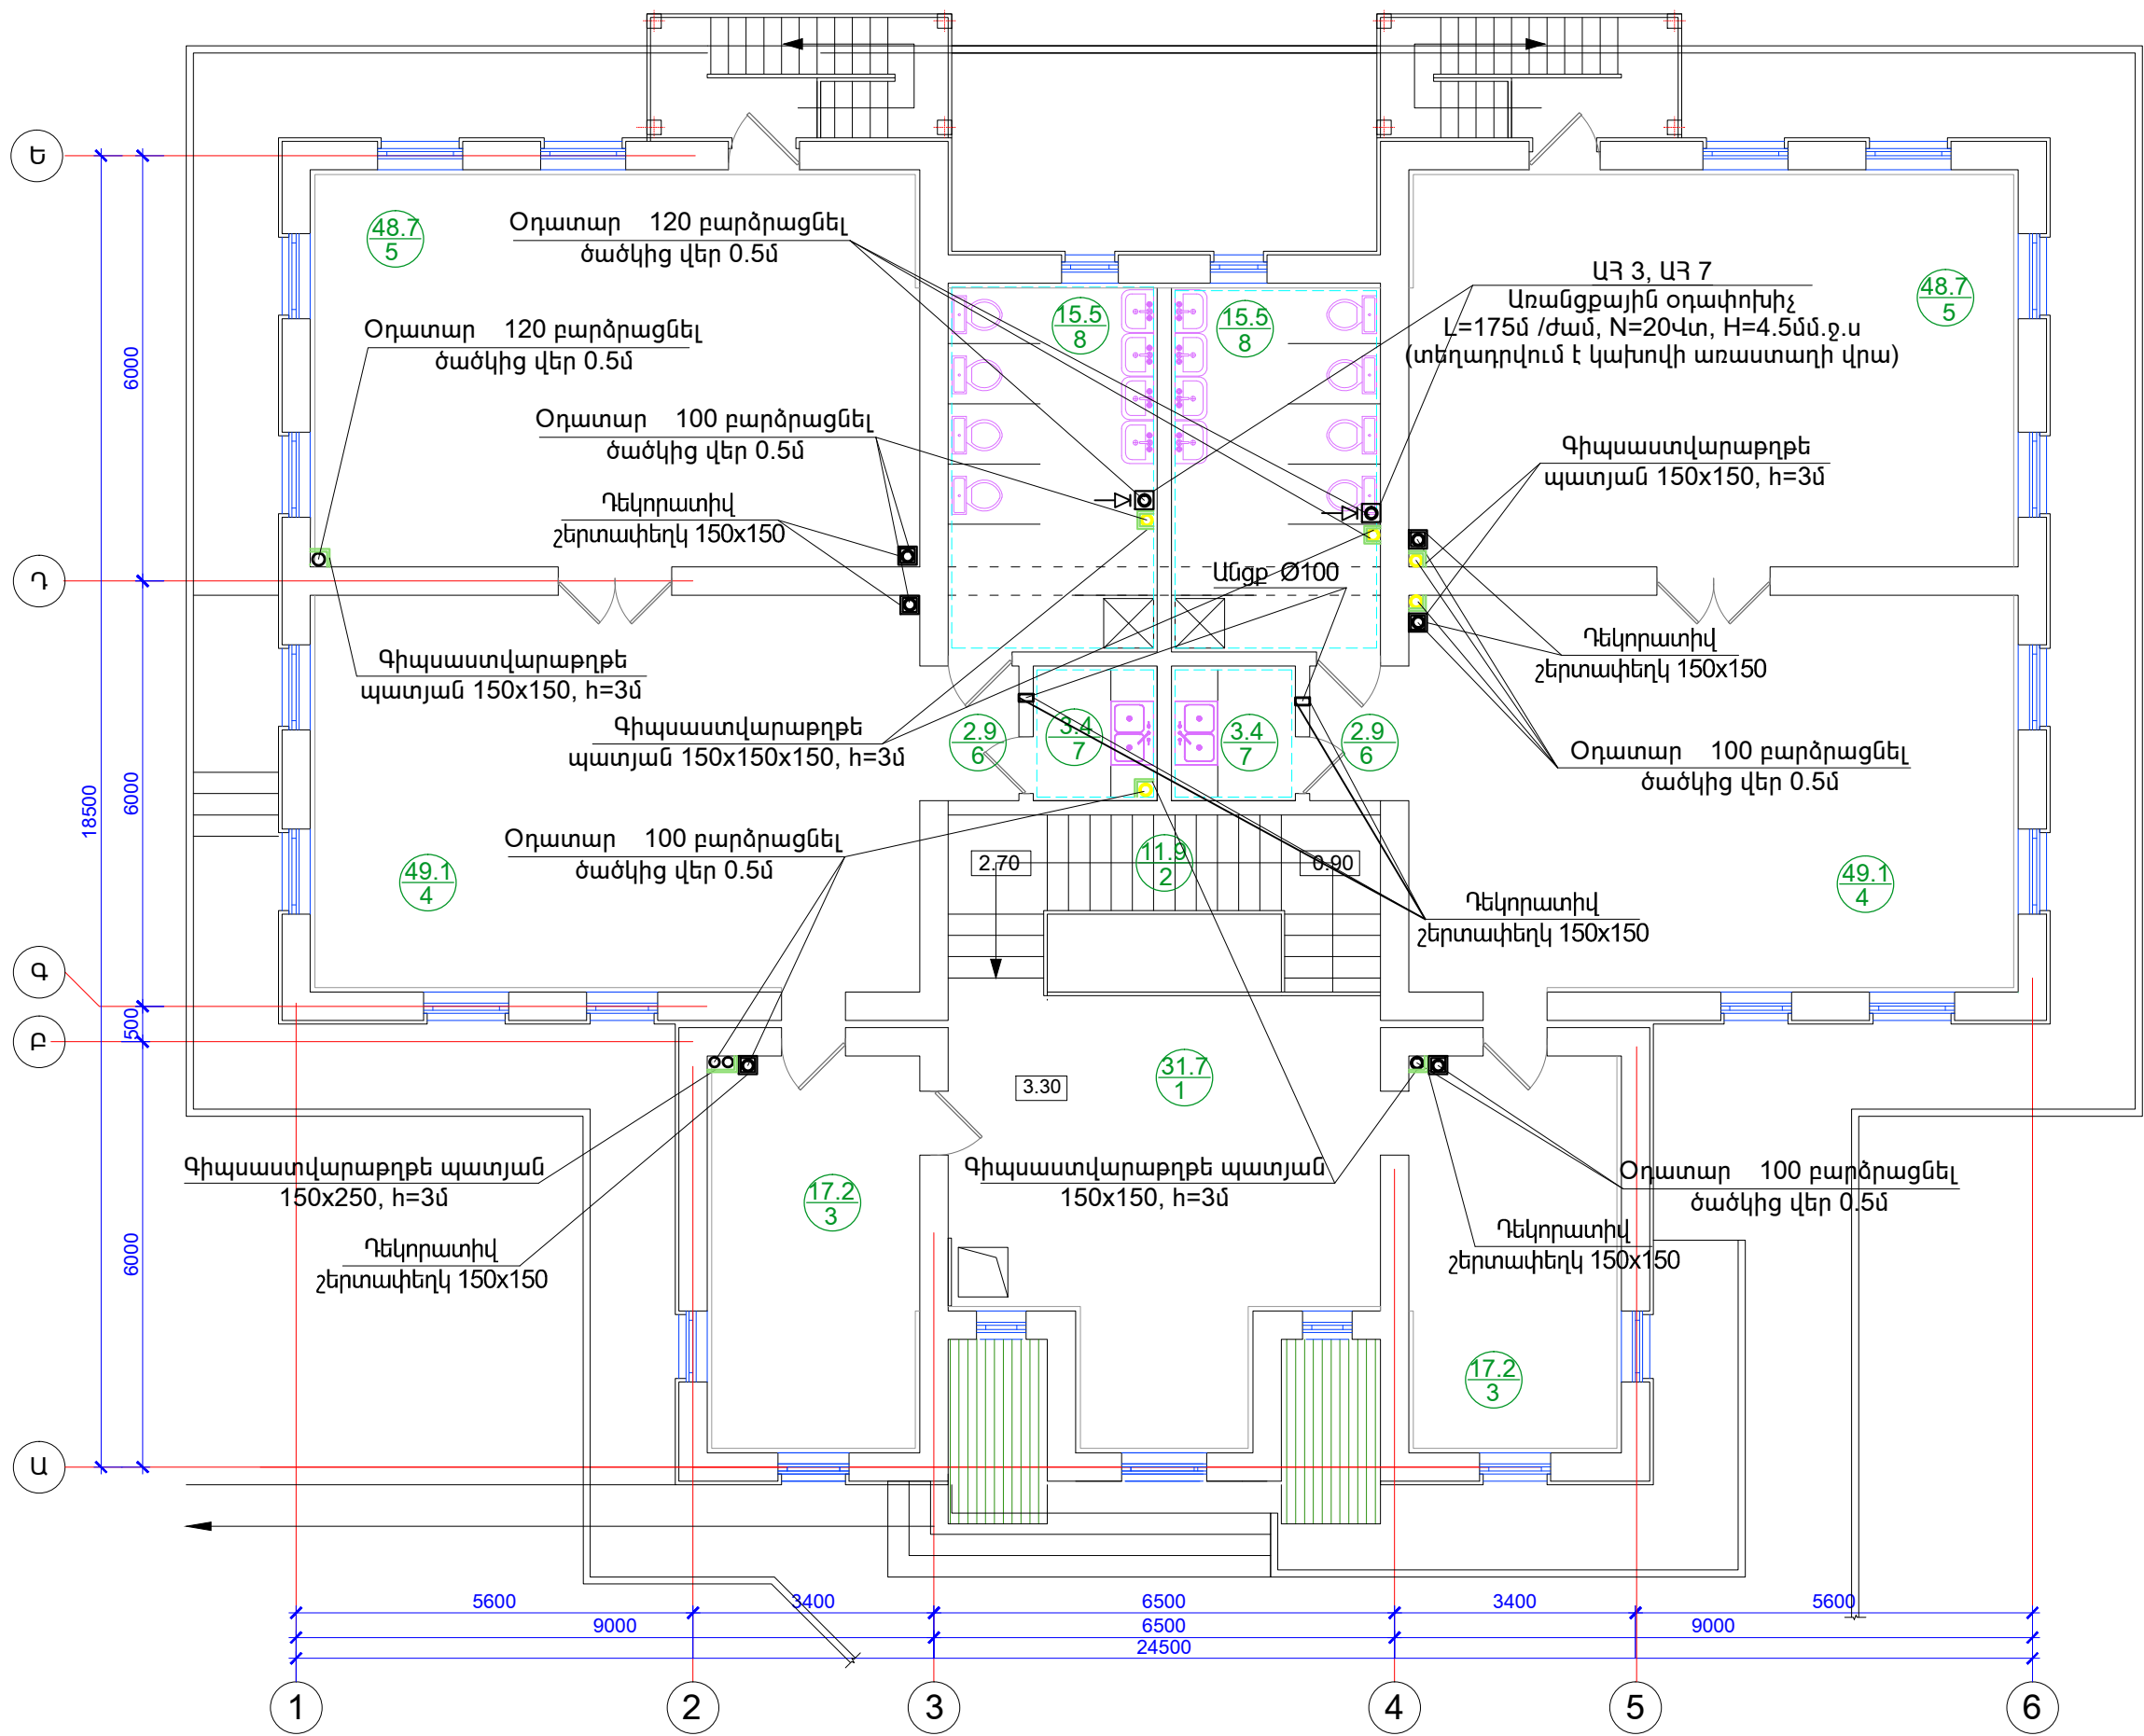 Ե
Դ
Գ
Բ
Ա
6000
6000
500
6000
18500
48.7
5
Օդատար 120 բարձրացնել
ծածկից վեր 0.5մ
Օդատար 120 բարձրացնել
ծածկից վեր 0.5մ
Օդատար 100 բարձրացնել
ծածկից վեր 0.5մ
Դեկորատիվ
շերտափեղկ 150x150
15.5
8
15.5
8
ԱՀ 3, ԱՀ 7
Առանցքային օդափոխիչ
L=175մ /ժամ, N=20Վտ, H=4.5մմ.ջ.ս
(տեղադրվում է կախովի առաստաղի վրա)
48.7
5
Գիպսաստվարաթղթե
պատյան 150x150, h=3մ
Անցք Ø100
Գիպսաստվարաթղթե
պատյան 150x150, h=3մ
Դեկորատիվ
շերտափեղկ 150x150
Գիպսաստվարաթղթե
պատյան 150x150x150, h=3մ
2.9
6
3.4
7
3.4
7
2.9
6
Օդատար 100 բարձրացնել
ծածկից վեր 0.5մ
Օդատար 100 բարձրացնել
ծածկից վեր 0.5մ
49.1
4
2.70
11.9
2
0.90
49.1
4
Դեկորատիվ
շերտափեղկ 150x150
3.30
31.7
1
Գիպսաստվարաթղթե պատյան
150x250, h=3մ
Գիպսաստվարաթղթե պատյան
150x150, h=3մ
Օդատար 100 բարձրացնել
ծածկից վեր 0.5մ
17.2
3
Դեկորատիվ
շերտափեղկ 150x150
Դեկորատիվ
շերտափեղկ 150x150
17.2
3
5600 3400 6500 3400 5600
9000 6500 9000
24500
1 2 3 4 5 6